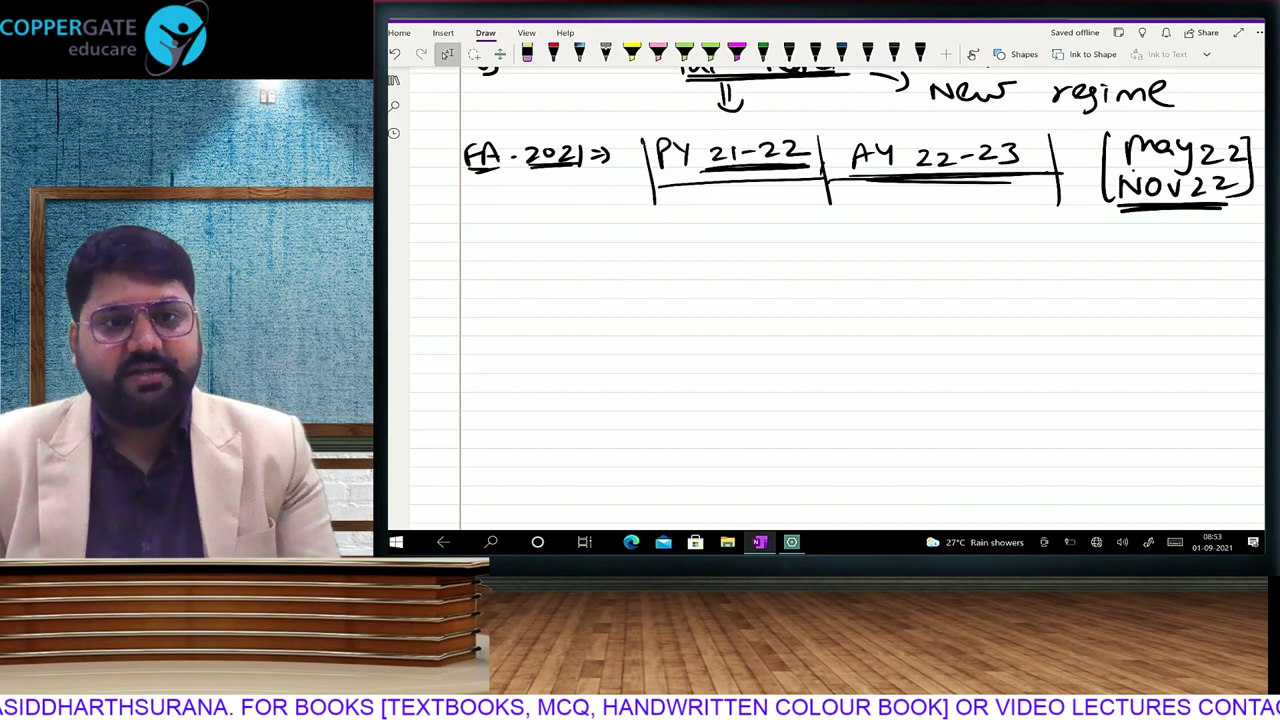 COPPERGATE
educare
Home Insert Draw View Help
Saved offline
Share
Shapes
Ink to Shape
Ink to Text
New regime
FA. 2021 ⇒ | PY 21-22 | AY 22-23 | [May 22
NOV 22]
27°C Rain showers
08:53
01-09-2021
ASIDDHARTHSURANA. FOR BOOKS [TEXTBOOKS, MCQ, HANDWRITTEN COLOUR BOOK] OR VIDEO LECTURES CONTA